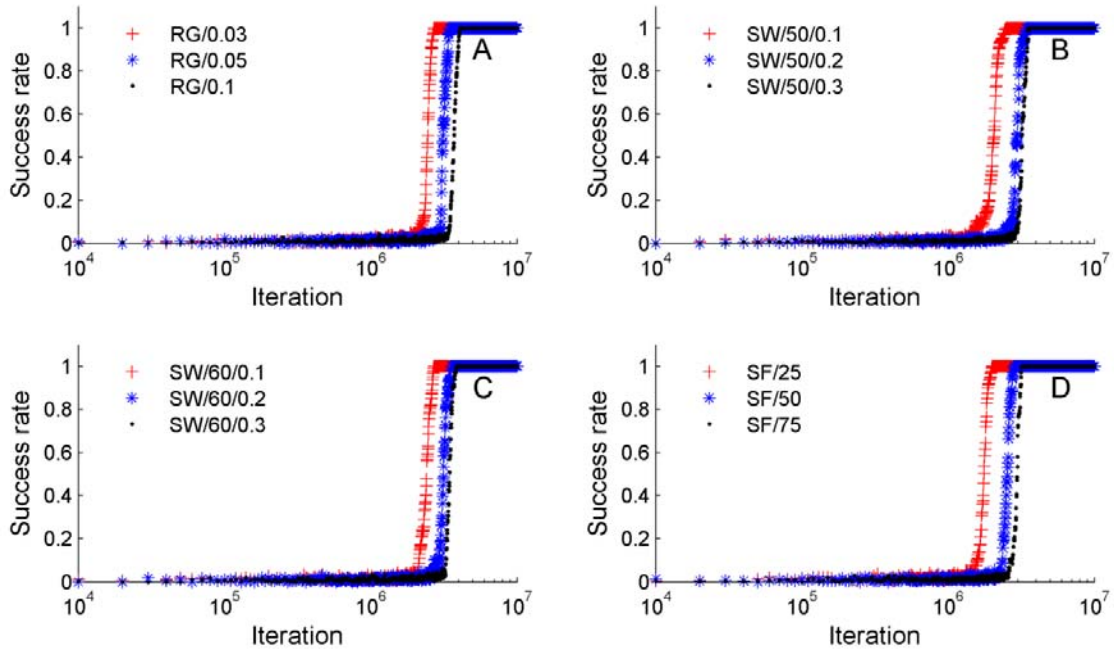 RG/0.03
RG/0.05
RG/0.1
A
Success rate
1
0.8
0.6
0.4
0.2
0
10^4
10^5
10^6
10^7
Iteration
SW/50/0.1
SW/50/0.2
SW/50/0.3
B
Success rate
1
0.8
0.6
0.4
0.2
0
10^4
10^5
10^6
10^7
Iteration
SW/60/0.1
SW/60/0.2
SW/60/0.3
C
Success rate
1
0.8
0.6
0.4
0.2
0
10^4
10^5
10^6
10^7
Iteration
SF/25
SF/50
SF/75
D
Success rate
1
0.8
0.6
0.4
0.2
0
10^4
10^5
10^6
10^7
Iteration